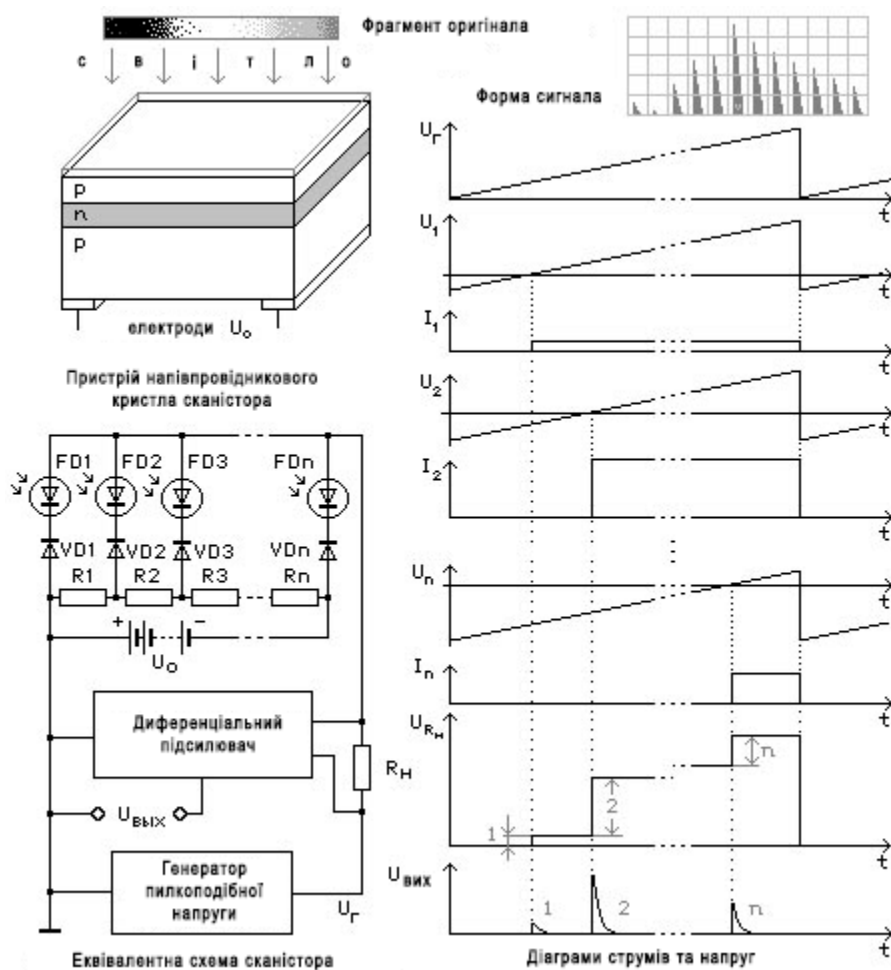 Фрагмент оригінала
с в і т л о
p
n
p
електроди U₀
Пристрій напівпровідникового
кристла сканістора
FD1 FD2 FD3 FDn
VD1 VD2 VD3 VDn
R1 R2 R3 Rn
+ −
U₀
Диференціальний
підсилювач
Rн
Uвых
Генератор
пилкоподібної
напруги
Uг
Еквівалентна схема сканістора
Форма сигнала
Uг
t
U₁
t
I₁
t
U₂
t
I₂
t
Uₙ
t
Iₙ
t
URн
1
2
n
t
Uвих
1
2
n
t
Діаграми струмів та напруг